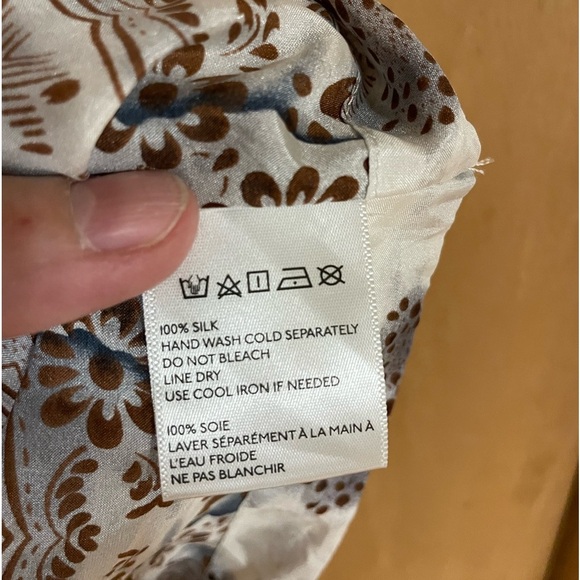 100% SILK
HAND WASH COLD SEPARATELY
DO NOT BLEACH
LINE DRY
USE COOL IRON IF NEEDED
100% SOIE
LAVER SÉPARÉMENT À LA MAIN À
L'EAU FROIDE
NE PAS BLANCHIR